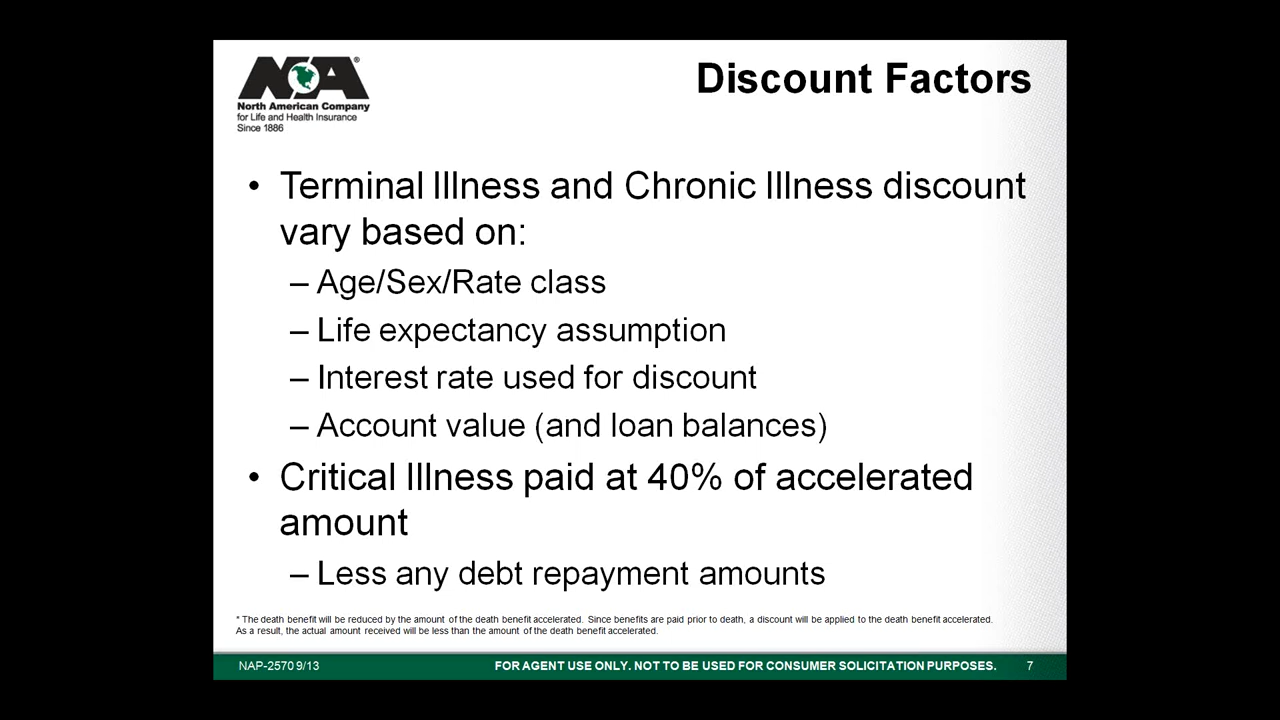 NA®
North American Company
for Life and Health Insurance
Since 1886
Discount Factors
• Terminal Illness and Chronic Illness discount
vary based on:
– Age/Sex/Rate class
– Life expectancy assumption
– Interest rate used for discount
– Account value (and loan balances)
• Critical Illness paid at 40% of accelerated
amount
– Less any debt repayment amounts
* The death benefit will be reduced by the amount of the death benefit accelerated. Since benefits are paid prior to death, a discount will be applied to the death benefit accelerated.
As a result, the actual amount received will be less than the amount of the death benefit accelerated.
NAP-2570 9/13
FOR AGENT USE ONLY. NOT TO BE USED FOR CONSUMER SOLICITATION PURPOSES.
7